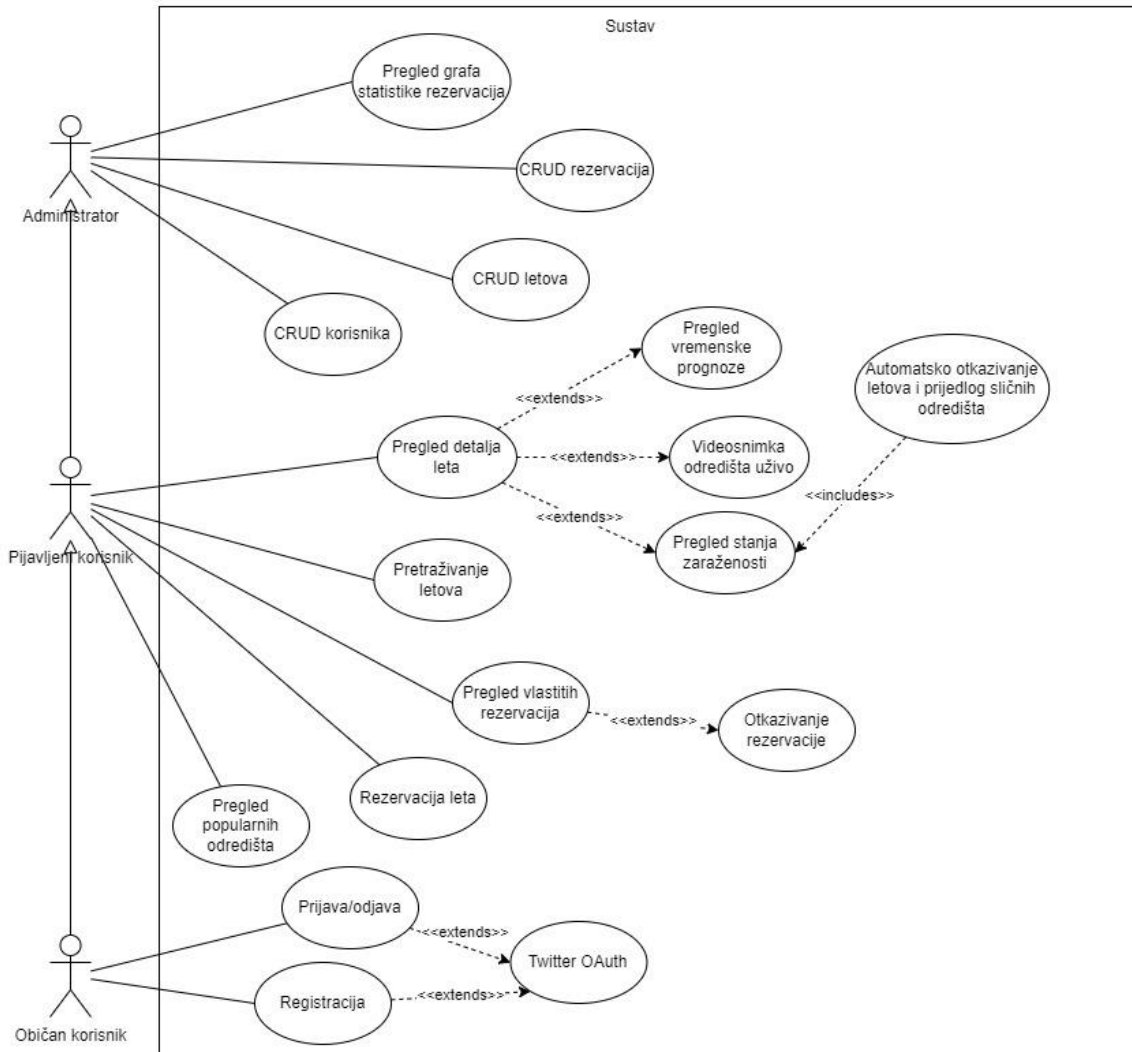 Sustav
Pregled grafa
statistike rezervacija
CRUD rezervacija
Administrator
CRUD letova
CRUD korisnika
Pregled
vremenske
prognoze
Automatsko otkazivanje
letova i prijedlog sličnih
odredišta
<<extends>>
Pregled detalja
leta
<<extends>>
Videosnimka
odredišta uživo
<<includes>>
<<extends>>
Pregled stanja
zaraženosti
Pijavljeni korisnik
Pretraživanje
letova
Pregled vlastitih
rezervacija
<<extends>>
Otkazivanje
rezervacije
Rezervacija leta
Pregled
popularnih
odredišta
Prijava/odjava
<<extends>>
Twitter OAuth
Registracija
<<extends>>
Običan korisnik